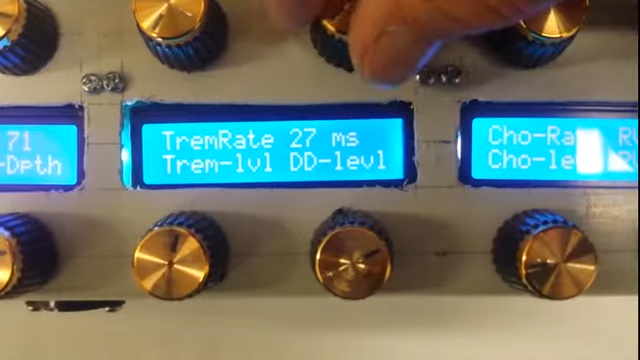 71
-Dpth
TremRate 27 ms
Trem-lvl DD-levl
Cho-Ra
Cho-le